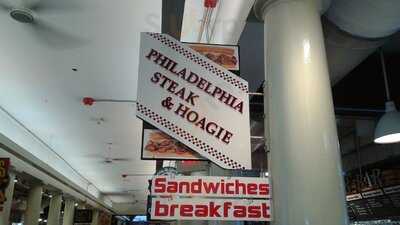 PHILADELPHIA
STEAK
& HOAGIE
Sandwiches
breakfast